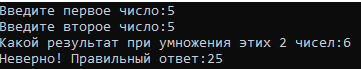 Введите первое число:5
Введите второе число:5
Какой результат при умножения этих 2 чисел:6
Неверно! Правильный ответ:25